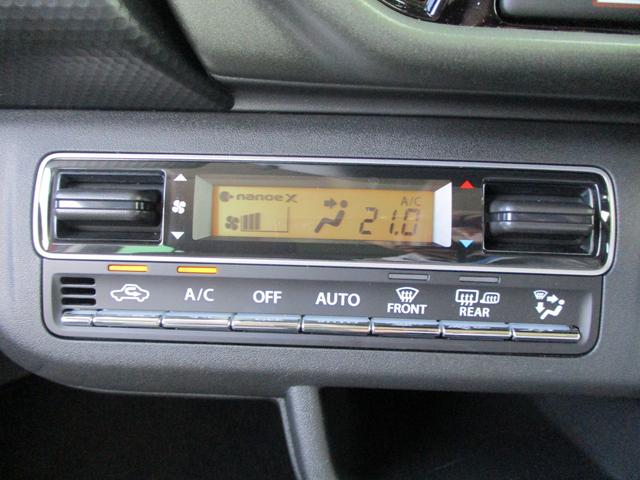 nanoe X
A/C
21.0
A/C
OFF
AUTO
FRONT
REAR